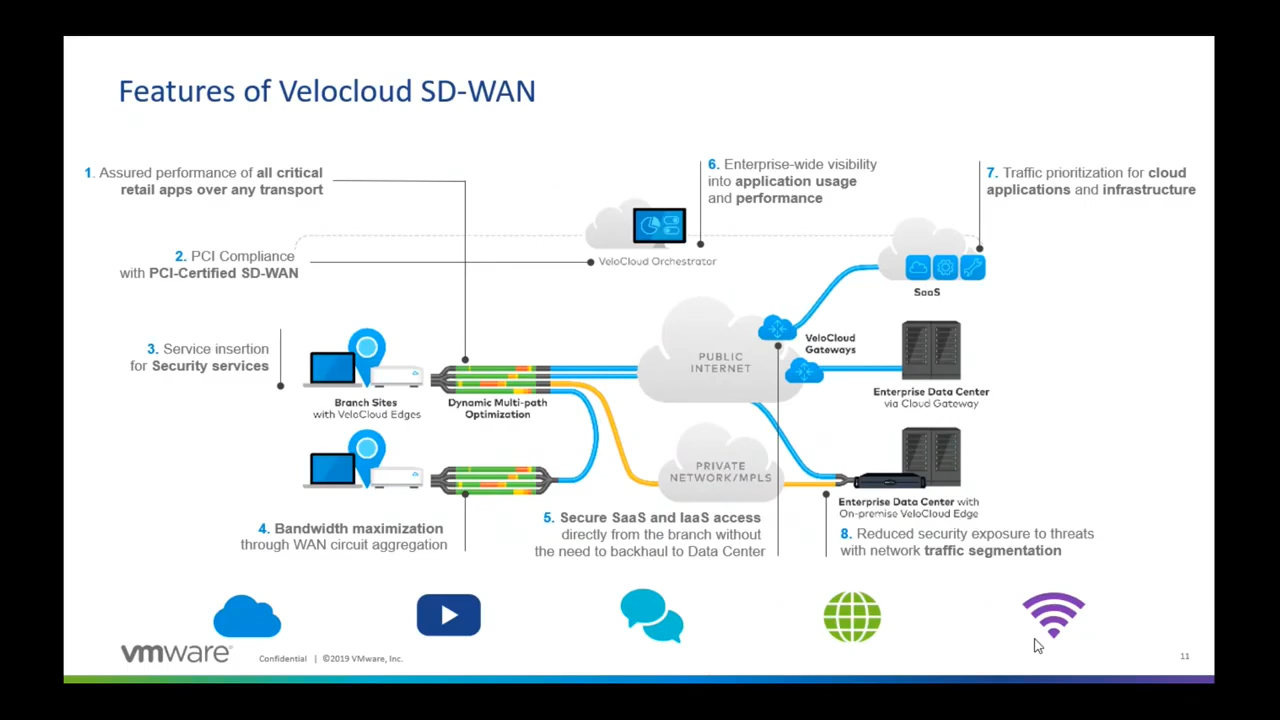 Features of Velocloud SD-WAN
1. Assured performance of all critical
retail apps over any transport
6. Enterprise-wide visibility
into application usage
and performance
7. Traffic prioritization for cloud
applications and infrastructure
2. PCI Compliance
with PCI-Certified SD-WAN
VeloCloud Orchestrator
SaaS
3. Service insertion
for Security services
PUBLIC
INTERNET
VeloCloud
Gateways
Branch Sites
with VeloCloud Edges
Dynamic Multi-path
Optimization
Enterprise Data Center
via Cloud Gateway
PRIVATE
NETWORK/MPLS
Enterprise Data Center with
On-premise VeloCloud Edge
4. Bandwidth maximization
through WAN circuit aggregation
5. Secure SaaS and IaaS access
directly from the branch without
the need to backhaul to Data Center
8. Reduced security exposure to threats
with network traffic segmentation
vmware®
Confidential | ©2019 VMware, Inc.
11